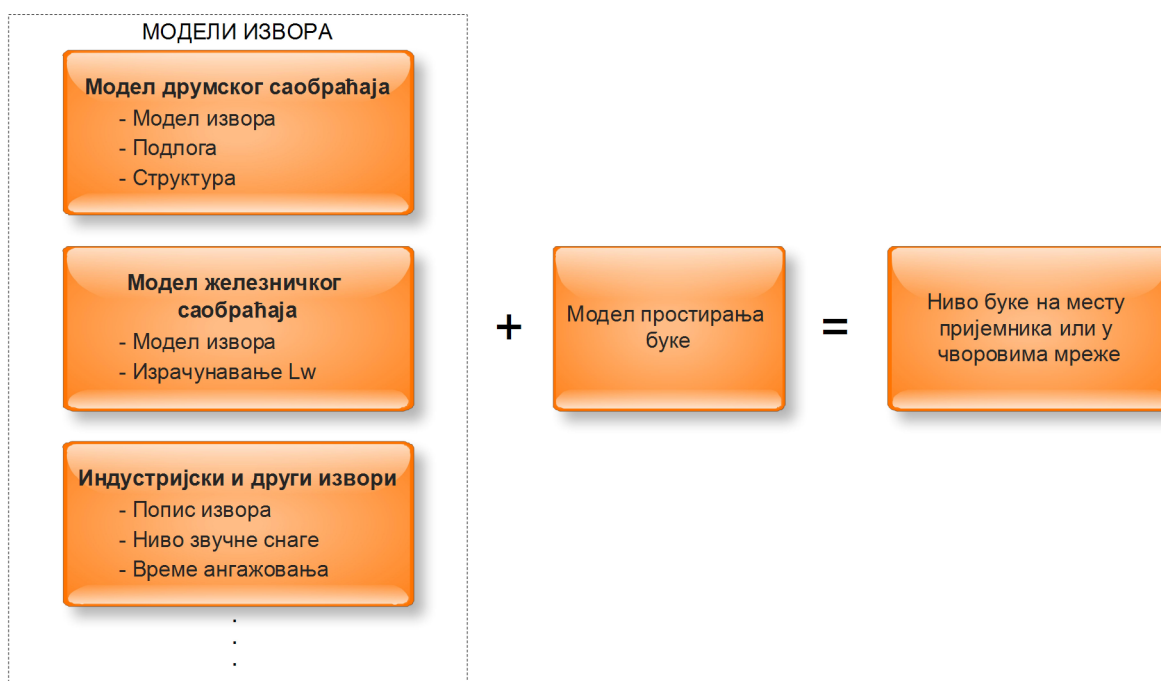 МОДЕЛИ ИЗВОРА
Модел друмског саобраћаја
- Модел извора
- Подлога
- Структура
Модел железничког
саобраћаја
- Модел извора
- Израчунавање Lw
Индустријски и други извори
- Попис извора
- Ниво звучне снаге
- Време ангажовања
.
.
.
+
Модел простирања
буке
=
Ниво буке на месту
пријемника или у
чворовима мреже